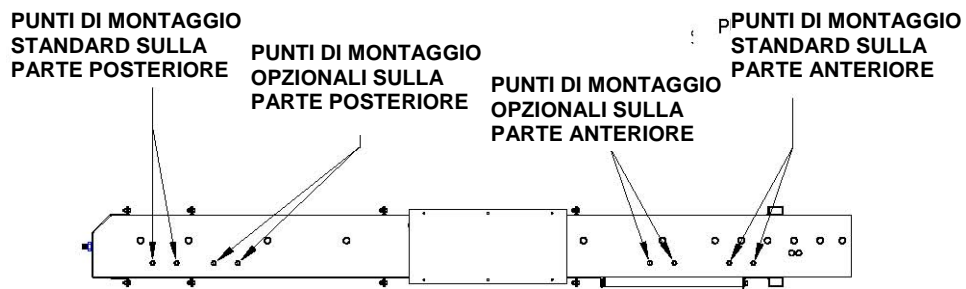 PUNTI DI MONTAGGIO
STANDARD SULLA
PARTE POSTERIORE
PUNTI DI MONTAGGIO
OPZIONALI SULLA
PARTE POSTERIORE
PUNTI DI MONTAGGIO
OPZIONALI SULLA
PARTE ANTERIORE
PUNTI DI MONTAGGIO
STANDARD SULLA
PARTE ANTERIORE